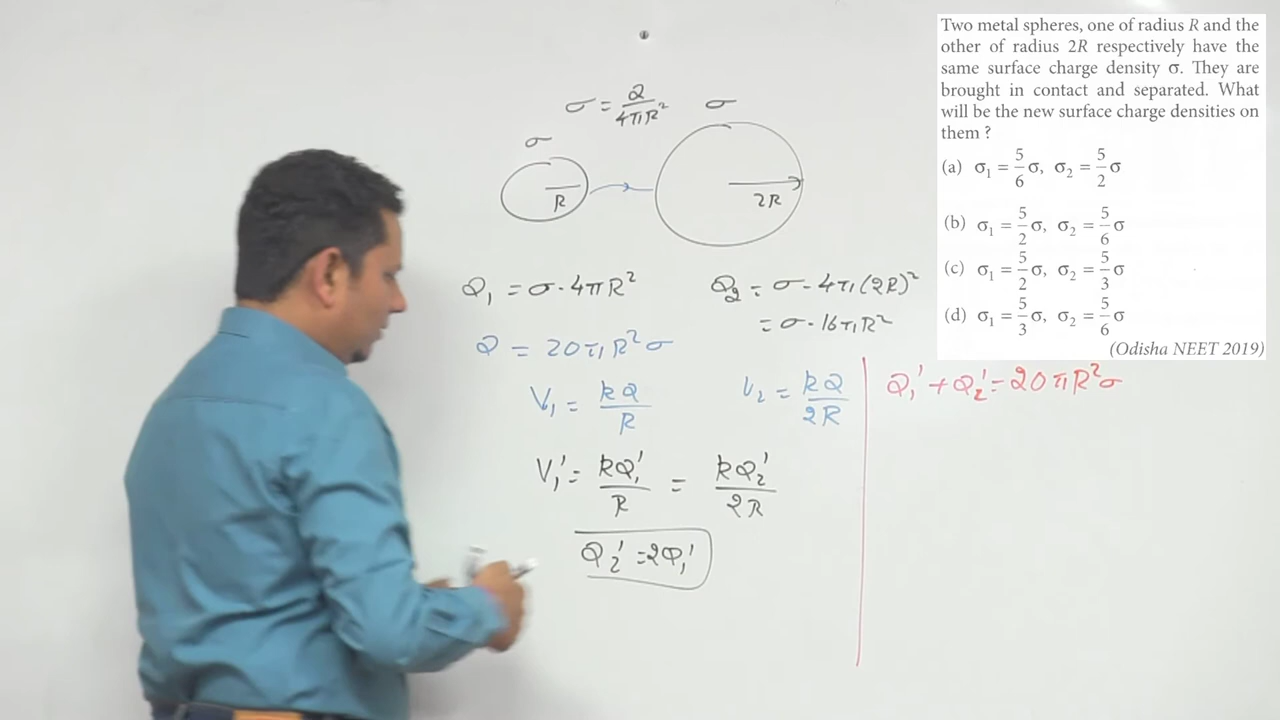 Two metal spheres, one of radius R and the
other of radius 2R respectively have the
same surface charge density σ. They are
brought in contact and separated. What
will be the new surface charge densities on
them ?
(a) σ₁ = 5/6 σ, σ₂ = 5/2 σ
(b) σ₁ = 5/2 σ, σ₂ = 5/6 σ
(c) σ₁ = 5/2 σ, σ₂ = 5/3 σ
(d) σ₁ = 5/3 σ, σ₂ = 5/6 σ
(Odisha NEET 2019)
σ = Q/4πR²
σ
σ
R
2R
Q₁ = σ·4πR²
Q₂ = σ·4π(2R)²
= σ·16πR²
Q = 20πR²σ
V₁ = kQ/R
V₂ = kQ/2R
V₁' = kQ₁'/R = kQ₂'/2R
Q₂' = 2Q₁'
Q₁' + Q₂' = 20πR²σ